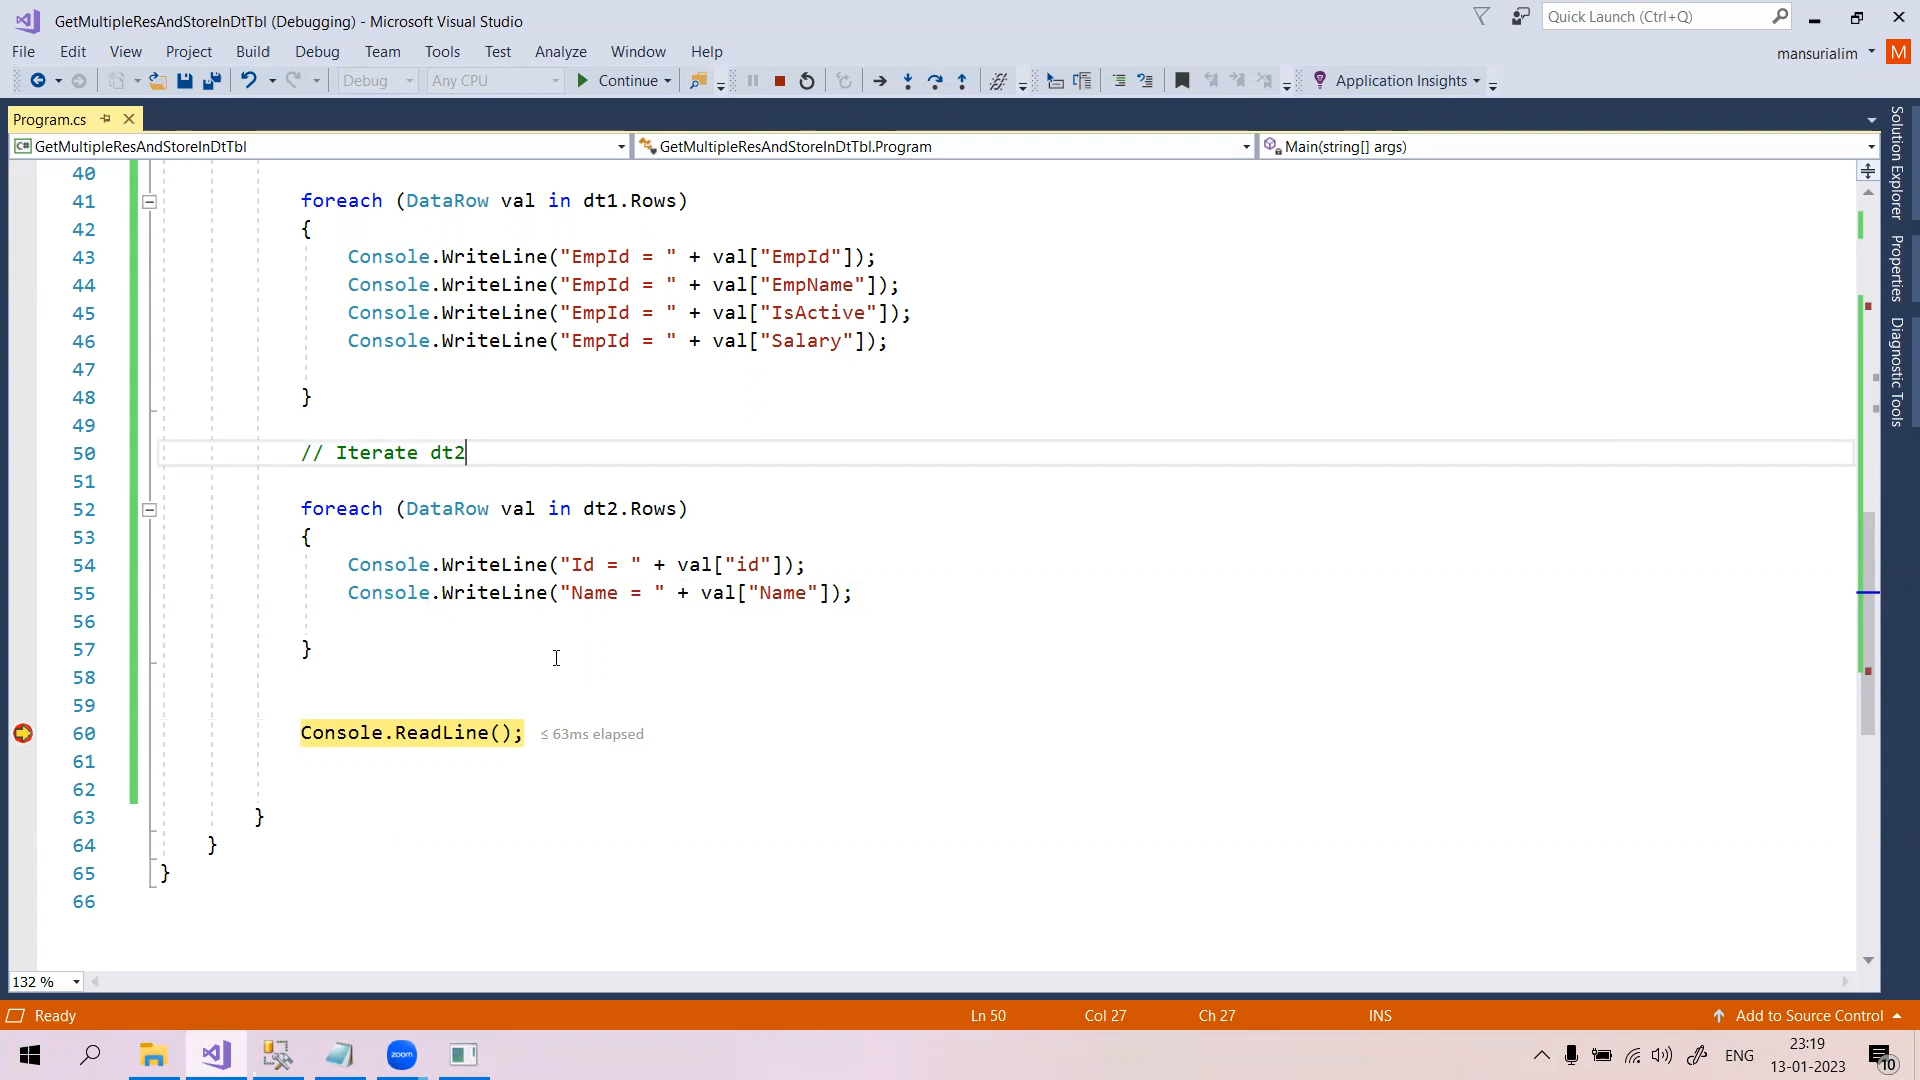 GetMultipleResAndStoreInDtTbl (Debugging) - Microsoft Visual Studio
Quick Launch (Ctrl+Q)
File Edit View Project Build Debug Team Tools Test Analyze Window Help
mansurialim M
Debug Any CPU Continue Application Insights
Program.cs
C# GetMultipleResAndStoreInDtTbl GetMultipleResAndStoreInDtTbl.Program Main(string[] args)
40
41 foreach (DataRow val in dt1.Rows)
42 {
43 Console.WriteLine("EmpId = " + val["EmpId"]);
44 Console.WriteLine("EmpId = " + val["EmpName"]);
45 Console.WriteLine("EmpId = " + val["IsActive"]);
46 Console.WriteLine("EmpId = " + val["Salary"]);
47
48 }
49
50 // Iterate dt2
51
52 foreach (DataRow val in dt2.Rows)
53 {
54 Console.WriteLine("Id = " + val["id"]);
55 Console.WriteLine("Name = " + val["Name"]);
56
57 }
58
59
60 Console.ReadLine(); ≤ 63ms elapsed
61
62
63 }
64 }
65 }
66
Solution Explorer
Properties
Diagnostic Tools
132 %
Ready Ln 50 Col 27 Ch 27 INS Add to Source Control
zoom
ENG
23:19
13-01-2023
10